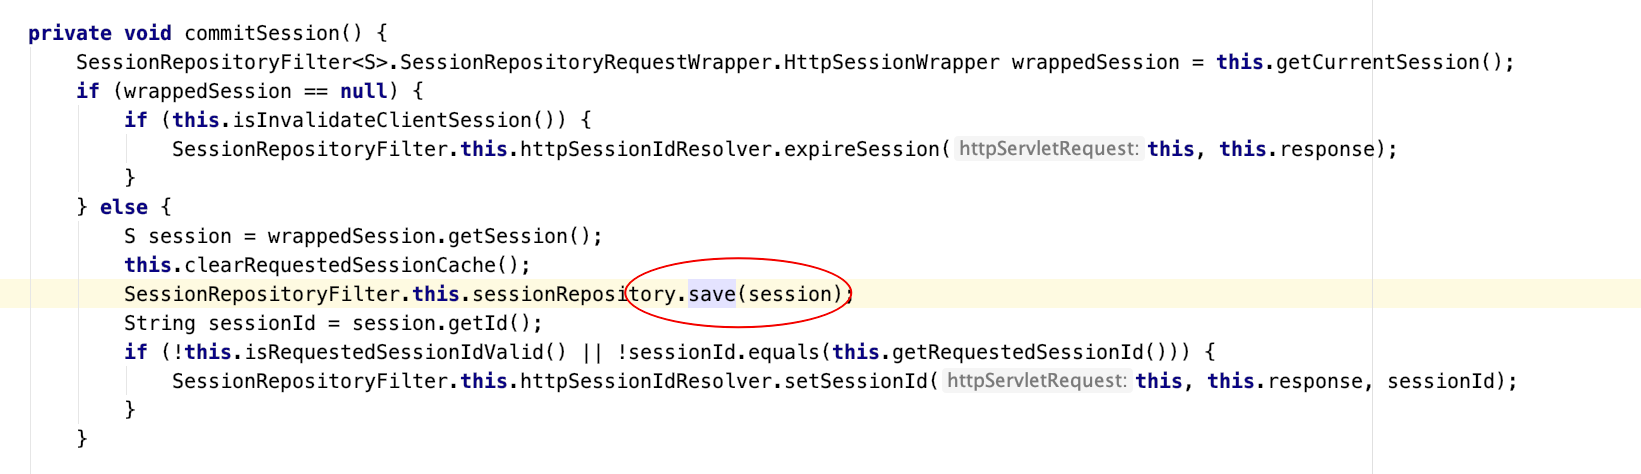 private void commitSession() {
    SessionRepositoryFilter<S>.SessionRepositoryRequestWrapper.HttpSessionWrapper wrappedSession = this.getCurrentSession();
    if (wrappedSession == null) {
        if (this.isInvalidateClientSession()) {
            SessionRepositoryFilter.this.httpSessionIdResolver.expireSession( httpServletRequest: this, this.response);
        }
    } else {
        S session = wrappedSession.getSession();
        this.clearRequestedSessionCache();
        SessionRepositoryFilter.this.sessionRepository.save(session);
        String sessionId = session.getId();
        if (!this.isRequestedSessionIdValid() || !sessionId.equals(this.getRequestedSessionId())) {
            SessionRepositoryFilter.this.httpSessionIdResolver.setSessionId( httpServletRequest: this, this.response, sessionId);
        }
    }